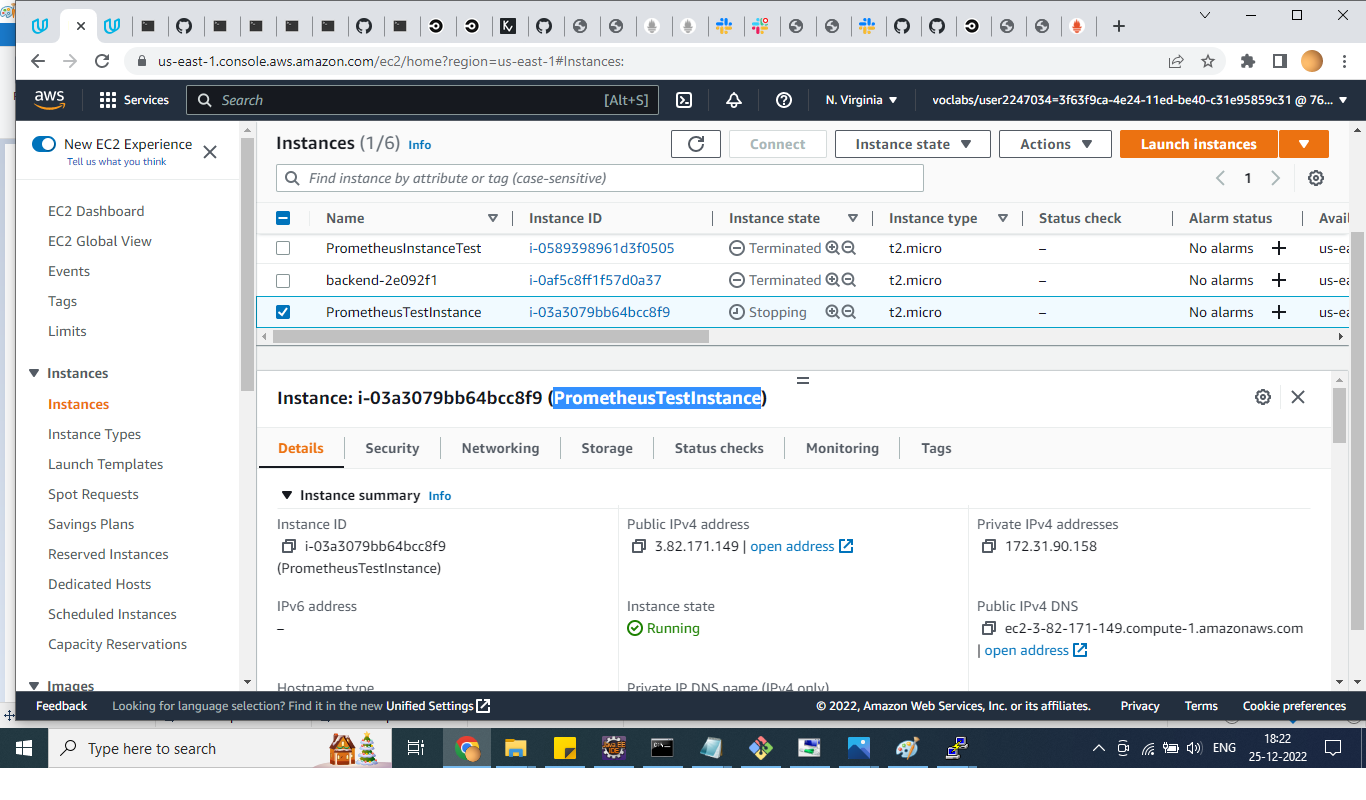 us-east-1.console.aws.amazon.com/ec2/home?region=us-east-1#Instances:
aws
Services
Search
[Alt+S]
N. Virginia
voclabs/user2247034=3f63f9ca-4e24-11ed-be40-c31e95859c31 @ 76...
New EC2 Experience
Tell us what you think
EC2 Dashboard
EC2 Global View
Events
Tags
Limits
Instances
Instances
Instance Types
Launch Templates
Spot Requests
Savings Plans
Reserved Instances
Dedicated Hosts
Scheduled Instances
Capacity Reservations
Images
Instances (1/6) Info
Connect
Instance state
Actions
Launch instances
Find instance by attribute or tag (case-sensitive)
1
Name Instance ID Instance state Instance type Status check Alarm status Avai
PrometheusInstanceTest i-0589398961d3f0505 Terminated t2.micro – No alarms + us-ea
backend-2e092f1 i-0af5c8ff1f57d0a37 Terminated t2.micro – No alarms + us-ea
PrometheusTestInstance i-03a3079bb64bcc8f9 Stopping t2.micro – No alarms + us-ea
Instance: i-03a3079bb64bcc8f9 (PrometheusTestInstance)
Details Security Networking Storage Status checks Monitoring Tags
Instance summary Info
Instance ID
i-03a3079bb64bcc8f9
(PrometheusTestInstance)
Public IPv4 address
3.82.171.149 | open address
Private IPv4 addresses
172.31.90.158
IPv6 address
–
Instance state
Running
Public IPv4 DNS
ec2-3-82-171-149.compute-1.amazonaws.com
| open address
Hostname type
Private IP DNS name (IPv4 only)
Feedback
Looking for language selection? Find it in the new Unified Settings
© 2022, Amazon Web Services, Inc. or its affiliates.
Privacy
Terms
Cookie preferences
Type here to search
ENG
18:22
25-12-2022